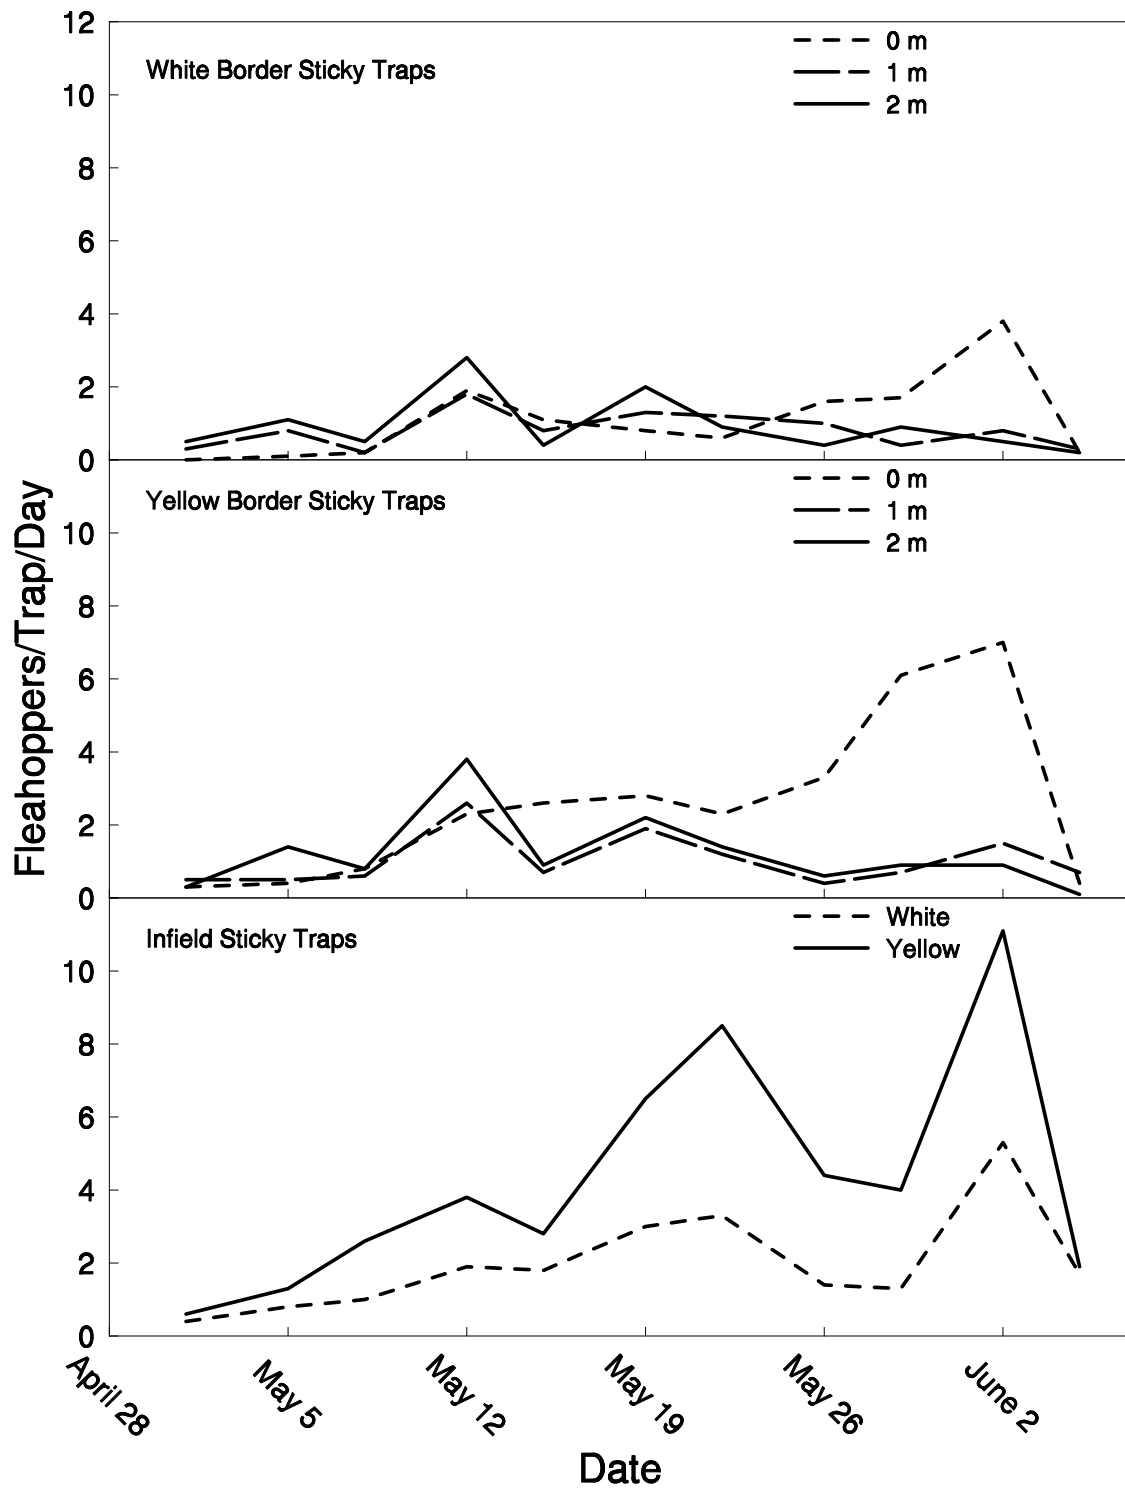 12
10
8
6
4
2
0
White Border Sticky Traps
0 m
1 m
2 m
Fleahoppers/Trap/Day
10
8
6
4
2
0
Yellow Border Sticky Traps
0 m
1 m
2 m
10
8
6
4
2
0
Infield Sticky Traps
White
Yellow
April 28
May 5
May 12
May 19
May 26
June 2
Date